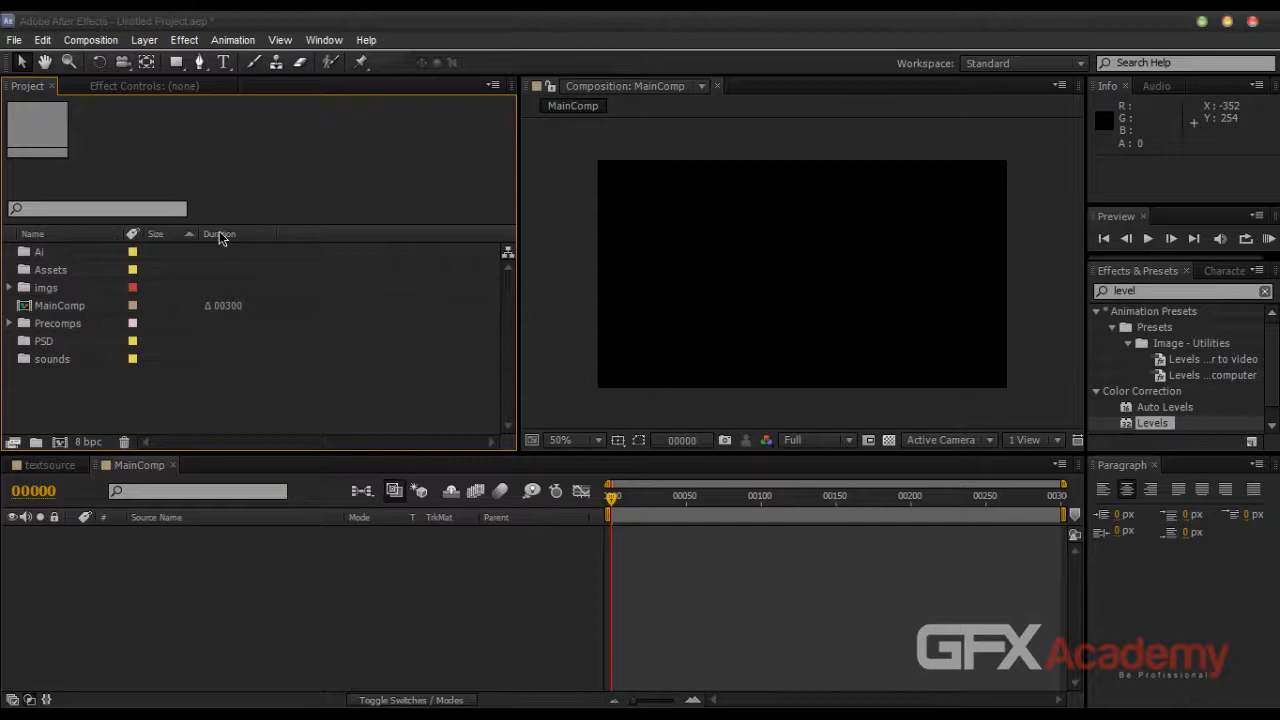 Adobe After Effects - Untitled Project.aep *
File Edit Composition Layer Effect Animation View Window Help
Workspace: Standard Search Help
Project Effect Controls: (none)
Composition: MainComp
MainComp
Info Audio
R:
G:
B:
A: 0
X: -352
Y: 254
Name Size Duration
Ai
Assets
imgs
MainComp Δ 00300
Precomps
PSD
sounds
8 bpc
50% 00000 Full Active Camera 1 View
Preview
Effects & Presets Characte
level
* Animation Presets
Presets
Image - Utilities
Levels ...r to video
Levels ...computer
Color Correction
Auto Levels
Levels
textsource MainComp
00000
00050 00100 00150 00200 00250 0030
# Source Name Mode T TrkMat Parent
Toggle Switches / Modes
Paragraph
0 px 0 px 0 px
0 px 0 px
GFXAcademy
Be Profissional